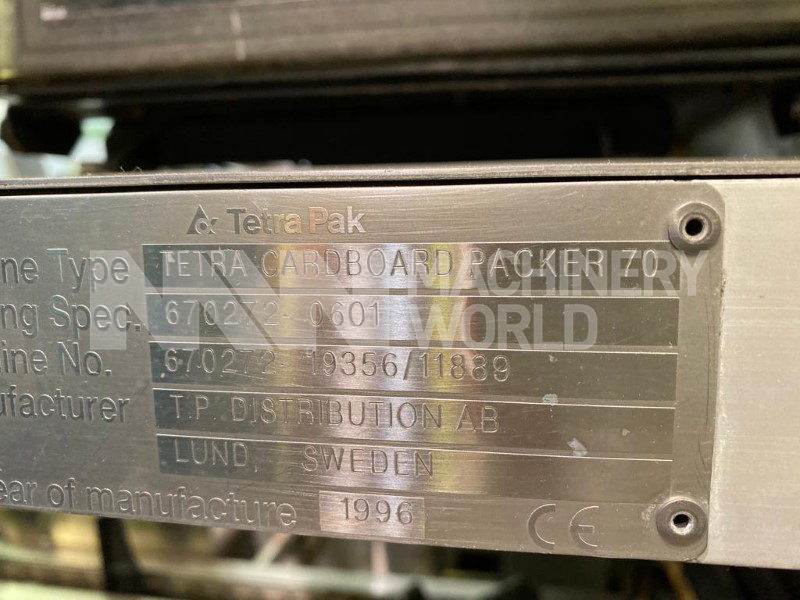 Tetra Pak
ne Type TETRA CARDBOARD PACKER 70
ng Spec. 670272- 0601
ine No. 670272- 19356/11889
ufacturer T.P. DISTRIBUTION AB
LUND, SWEDEN
ear of manufacture 1996
CE
MACHINERY
WORLD